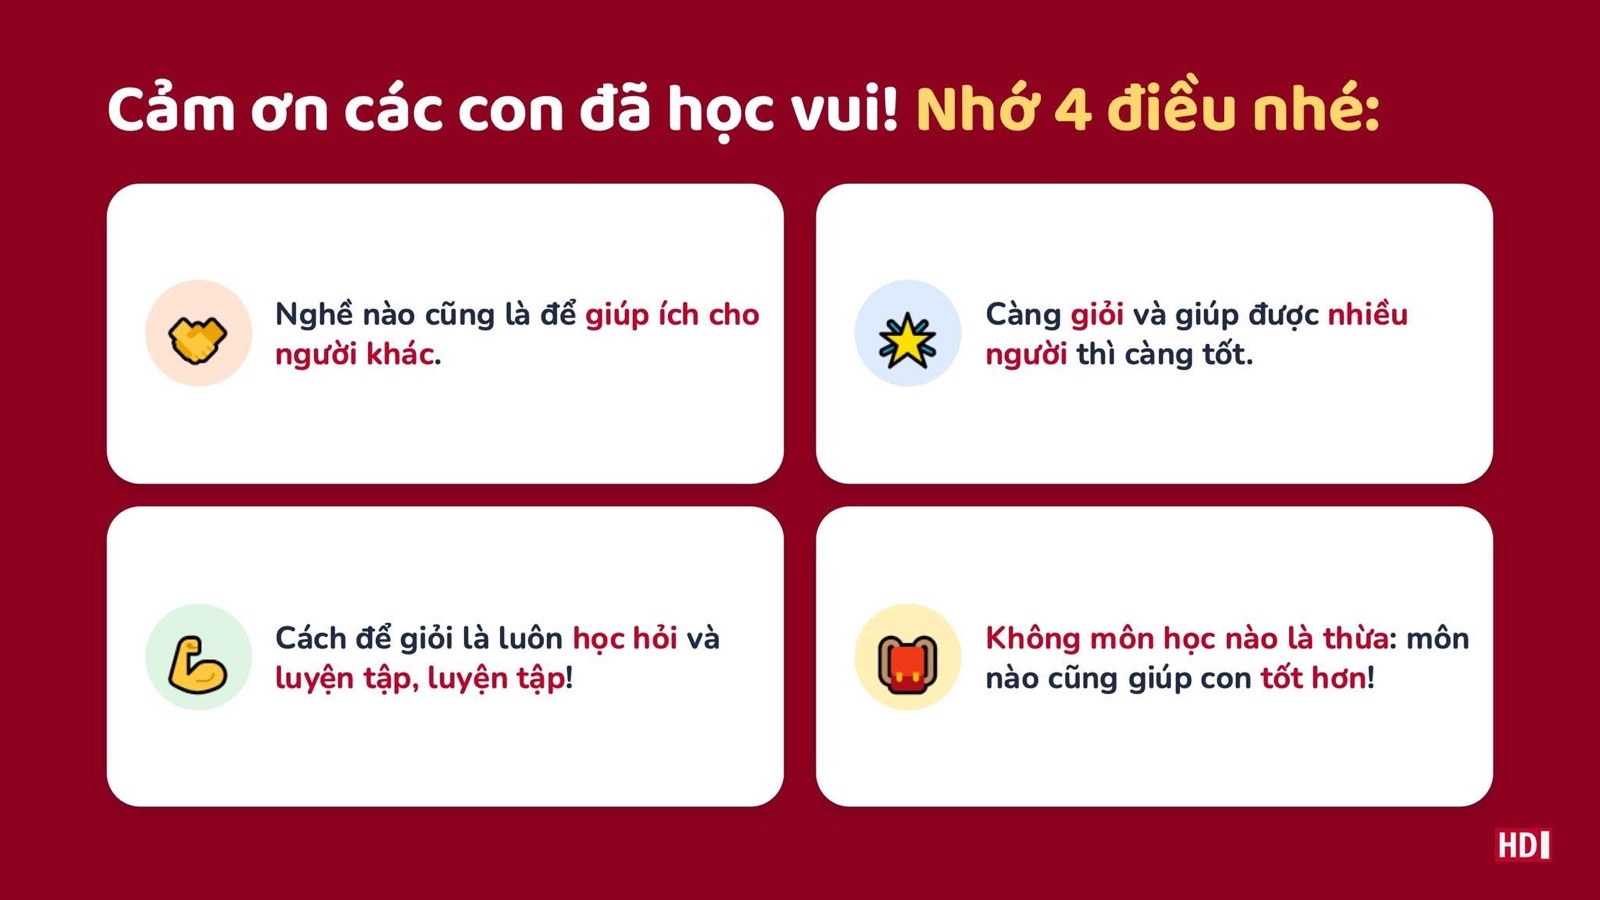 Cảm ơn các con đã học vui! Nhớ 4 điều nhé:
Nghề nào cũng là để giúp ích cho
người khác.
Càng giỏi và giúp được nhiều
người thì càng tốt.
Cách để giỏi là luôn học hỏi và
luyện tập, luyện tập!
Không môn học nào là thừa: môn
nào cũng giúp con tốt hơn!
HDI